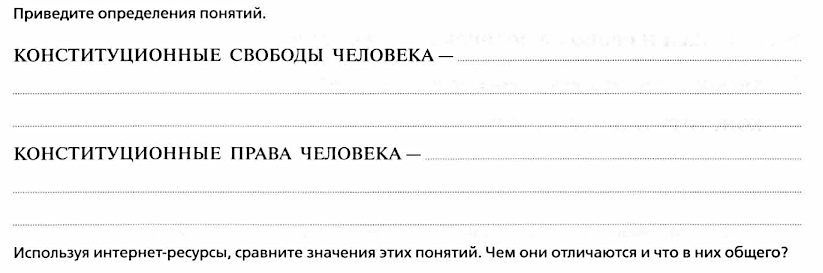 Приведите определения понятий.
КОНСТИТУЦИОННЫЕ СВОБОДЫ ЧЕЛОВЕКА —
КОНСТИТУЦИОННЫЕ ПРАВА ЧЕЛОВЕКА —
Используя интернет-ресурсы, сравните значения этих понятий. Чем они отличаются и что в них общего?